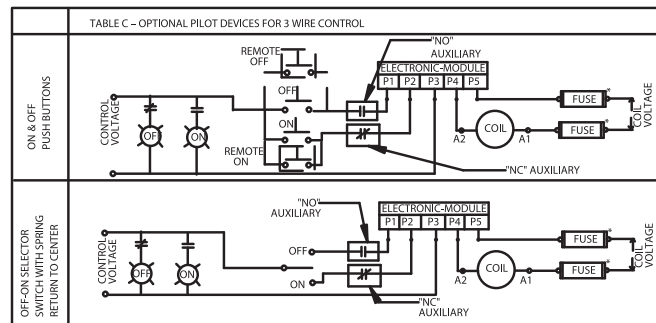 TABLE C – OPTIONAL PILOT DEVICES FOR 3 WIRE CONTROL
ON & OFF
PUSH BUTTONS
CONTROL
VOLTAGE
OFF
ON
REMOTE
OFF
OFF
ON
REMOTE
ON
"NO"
AUXILIARY
ELECTRONIC-MODULE
P1 P2 P3 P4 P5
A2
COIL
A1
FUSE
*
FUSE
*
COIL
VOLTAGE
"NC" AUXILIARY
OFF-ON SELECTOR
SWITCH WITH SPRING
RETURN TO CENTER
CONTROL
VOLTAGE
OFF
ON
"NO"
AUXILIARY
OFF
ON
ELECTRONIC-MODULE
P1 P2 P3 P4 P5
A2
COIL
A1
FUSE
*
FUSE
*
COIL
VOLTAGE
"NC"
AUXILIARY